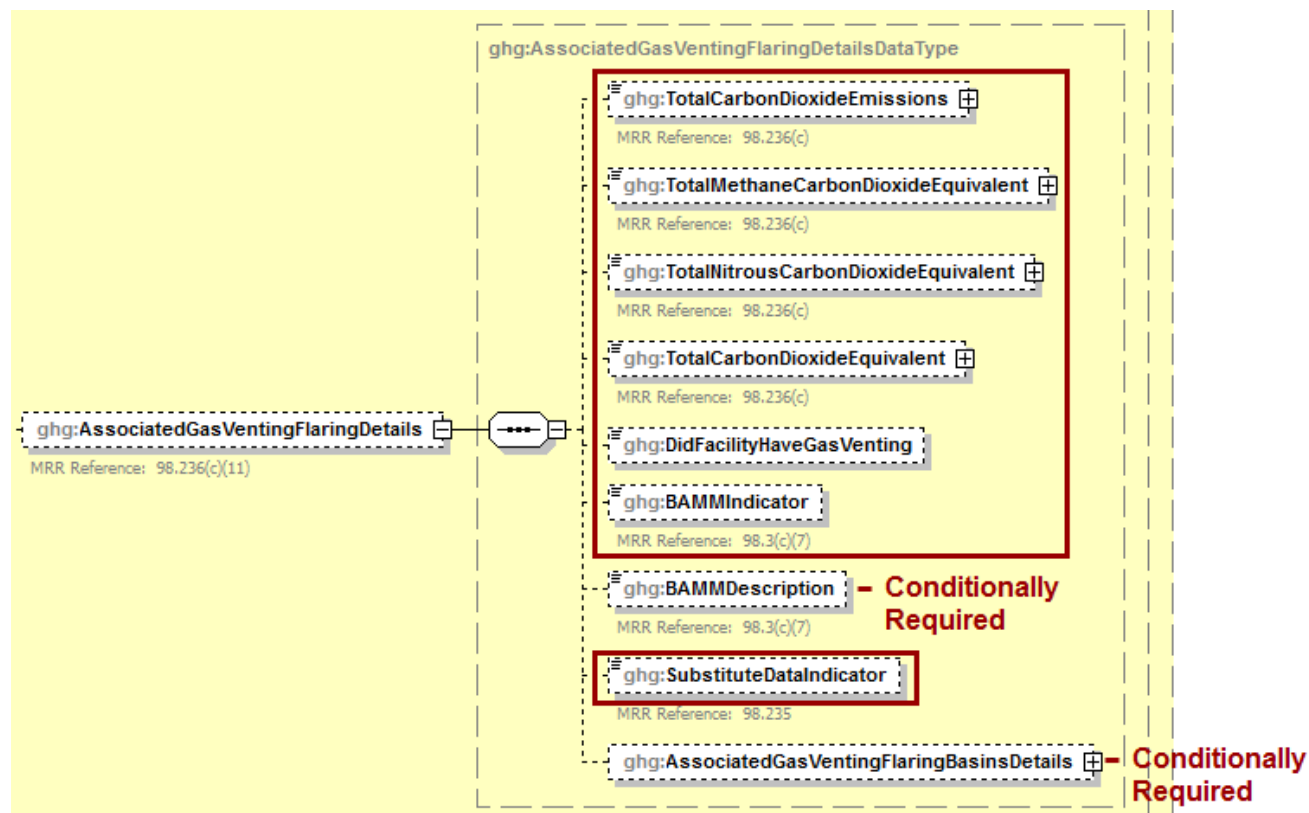 ghg:AssociatedGasVentingFlaringDetailsDataType
ghg:TotalCarbonDioxideEmissions
MRR Reference: 98.236(c)
ghg:TotalMethaneCarbonDioxideEquivalent
MRR Reference: 98.236(c)
ghg:TotalNitrousCarbonDioxideEquivalent
MRR Reference: 98.236(c)
ghg:TotalCarbonDioxideEquivalent
MRR Reference: 98.236(c)
ghg:AssociatedGasVentingFlaringDetails
MRR Reference: 98.236(c)(11)
ghg:DidFacilityHaveGasVenting
ghg:BAMMIndicator
MRR Reference: 98.3(c)(7)
ghg:BAMMDescription
MRR Reference: 98.3(c)(7)
Conditionally
Required
ghg:SubstituteDataIndicator
MRR Reference: 98.235
ghg:AssociatedGasVentingFlaringBasinsDetails
Conditionally
Required